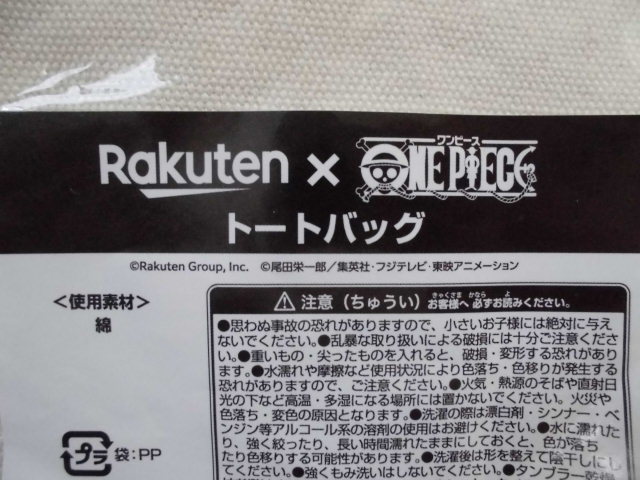 ワンピース
Rakuten × ONE PIECE
トートバッグ
©Rakuten Group, Inc. ©尾田栄一郎／集英社・フジテレビ・東映アニメーション
＜使用素材＞
綿
プラ 袋：PP
きゃくさま かなら よ
⚠ 注意（ちゅうい）お客様へ 必ずお読みください。
●思わぬ事故の恐れがありますので、小さいお子様には絶対に与え
ないでください。●乱暴な取り扱いによる破損には十分ご注意くださ
い。●重いもの・尖ったものを入れると、破損・変形する恐れがありま
す。●水濡れや摩擦など使用状況により色落ち・色移りが発生する
恐れがありますので、ご注意ください。●火気・熱源のそばや直射日
光の下など高温・多湿になる場所には置かないでください。火災や
色落ち・変色の原因となります。●洗濯の際は漂白剤・シンナー・ベ
ンジン等アルコール系の溶剤の使用はお避けください。●水に濡れた
り、強く絞ったり、長い時間濡れたままにしておくと、色が落ち
たり色移りする可能性があります。●洗濯後は形を整えて陰干しにし
てください。●強くもみ洗いはしないでください。●タンブラー乾燥